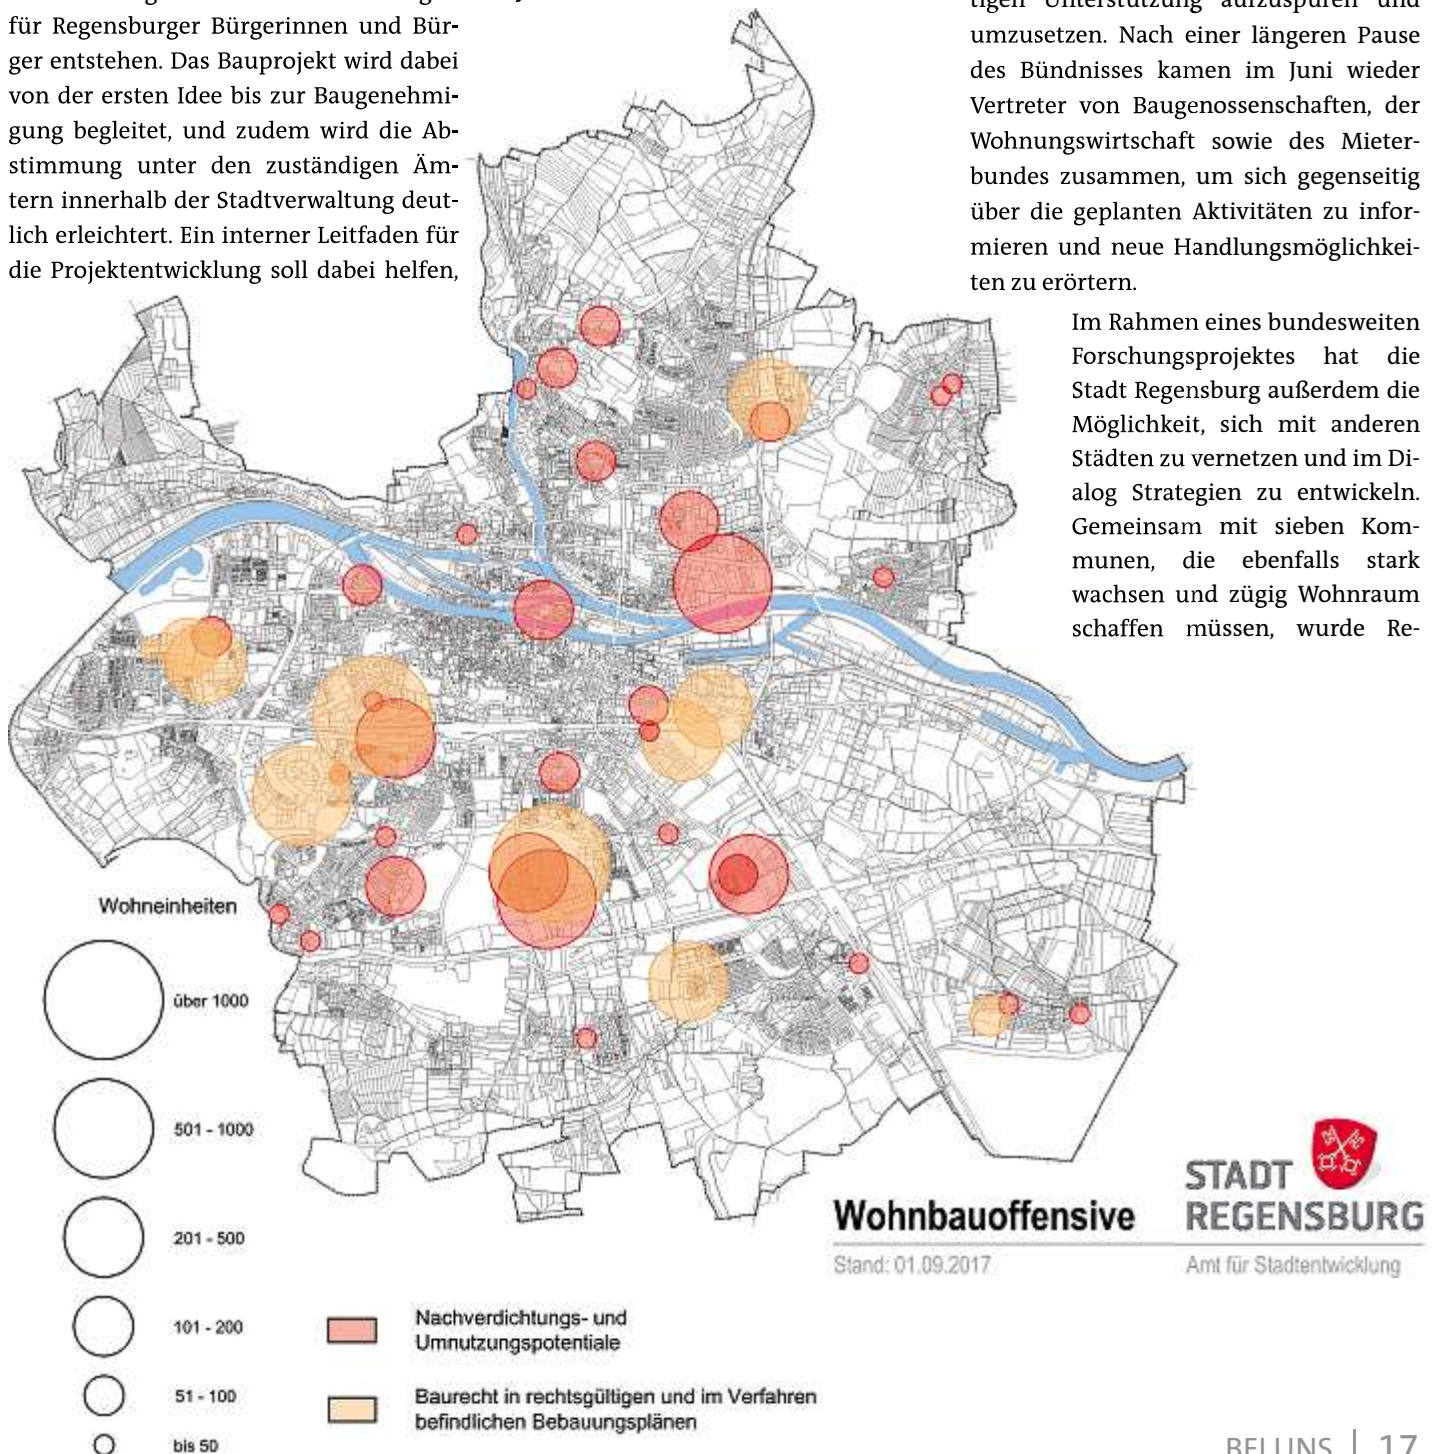 für Regensburger Bürgerinnen und Bür-
ger entstehen. Das Bauprojekt wird dabei
von der ersten Idee bis zur Baugenehmi-
gung begleitet, und zudem wird die Ab-
stimmung unter den zuständigen Äm-
tern innerhalb der Stadtverwaltung deut-
lich erleichtert. Ein interner Leitfaden für
die Projektentwicklung soll dabei helfen,
tigen Unterstützung aufzuspüren und
umzusetzen. Nach einer längeren Pause
des Bündnisses kamen im Juni wieder
Vertreter von Baugenossenschaften, der
Wohnungswirtschaft sowie des Mieter-
bundes zusammen, um sich gegenseitig
über die geplanten Aktivitäten zu infor-
mieren und neue Handlungsmöglichkei-
ten zu erörtern.
Im Rahmen eines bundesweiten
Forschungsprojektes hat die
Stadt Regensburg außerdem die
Möglichkeit, sich mit anderen
Städten zu vernetzen und im Di-
alog Strategien zu entwickeln.
Gemeinsam mit sieben Kom-
munen, die ebenfalls stark
wachsen und zügig Wohnraum
schaffen müssen, wurde Re-
Wohneinheiten
über 1000
501 - 1000
201 - 500
101 - 200
51 - 100
bis 50
Nachverdichtungs- und
Umnutzungspotentiale
Baurecht in rechtsgültigen und im Verfahren
befindlichen Bebauungsplänen
Wohnbauoffensive
Stand: 01.09.2017
STADT
REGENSBURG
Amt für Stadtentwicklung
BEI UNS | 17